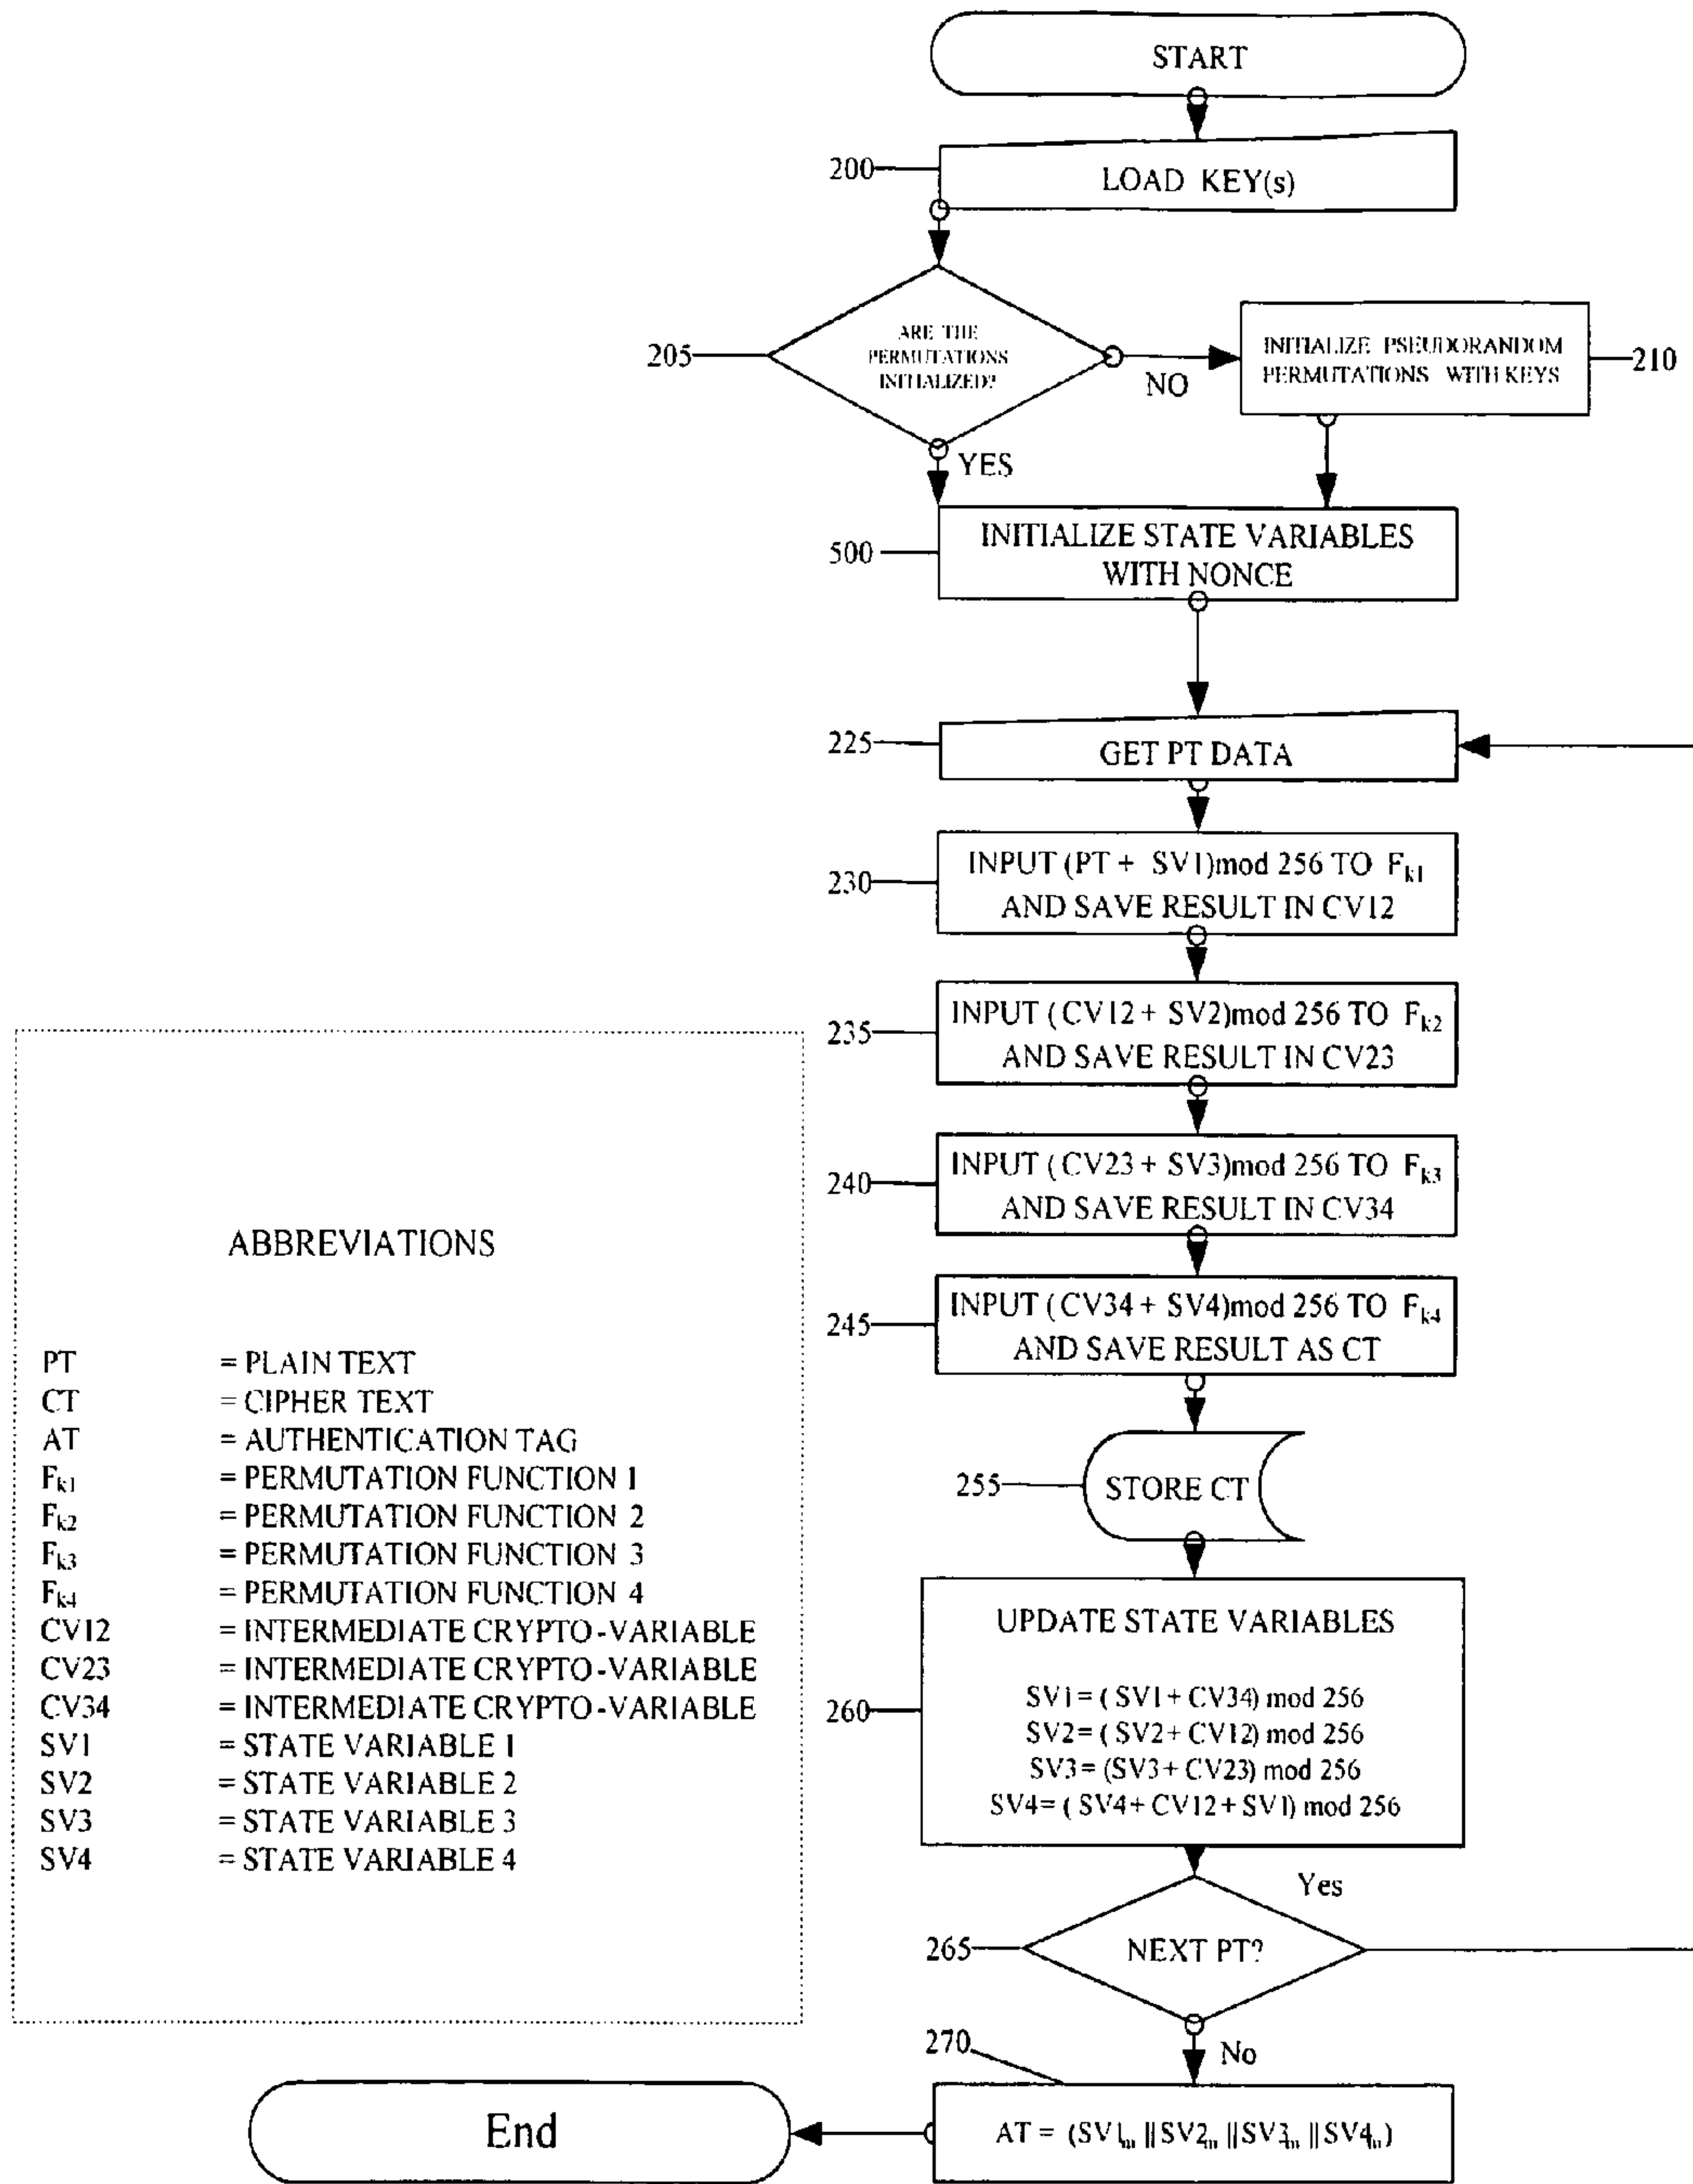 START
200
LOAD KEY(s)
205
ARE THE
PERMUTATIONS
INITIALIZED?
NO
INITIALIZE PSEUDORANDOM
PERMUTATIONS WITH KEYS
210
YES
500
INITIALIZE STATE VARIABLES
WITH NONCE
225
GET PT DATA
230
INPUT (PT + SV1)mod 256 TO Fk1
AND SAVE RESULT IN CV12
235
INPUT (CV12 + SV2)mod 256 TO Fk2
AND SAVE RESULT IN CV23
240
INPUT (CV23 + SV3)mod 256 TO Fk3
AND SAVE RESULT IN CV34
245
INPUT (CV34 + SV4)mod 256 TO Fk4
AND SAVE RESULT AS CT
255
STORE CT
260
UPDATE STATE VARIABLES
SV1= ( SV1 + CV34) mod 256
SV2= ( SV2 + CV12) mod 256
SV3= (SV3 + CV23) mod 256
SV4= ( SV4 + CV12 + SV1) mod 256
Yes
265
NEXT PT?
No
270
AT = (SV1m || SV2m || SV3m || SV4m)
End
ABBREVIATIONS
PT = PLAIN TEXT
CT = CIPHER TEXT
AT = AUTHENTICATION TAG
Fk1 = PERMUTATION FUNCTION 1
Fk2 = PERMUTATION FUNCTION 2
Fk3 = PERMUTATION FUNCTION 3
Fk4 = PERMUTATION FUNCTION 4
CV12 = INTERMEDIATE CRYPTO-VARIABLE
CV23 = INTERMEDIATE CRYPTO-VARIABLE
CV34 = INTERMEDIATE CRYPTO-VARIABLE
SV1 = STATE VARIABLE 1
SV2 = STATE VARIABLE 2
SV3 = STATE VARIABLE 3
SV4 = STATE VARIABLE 4